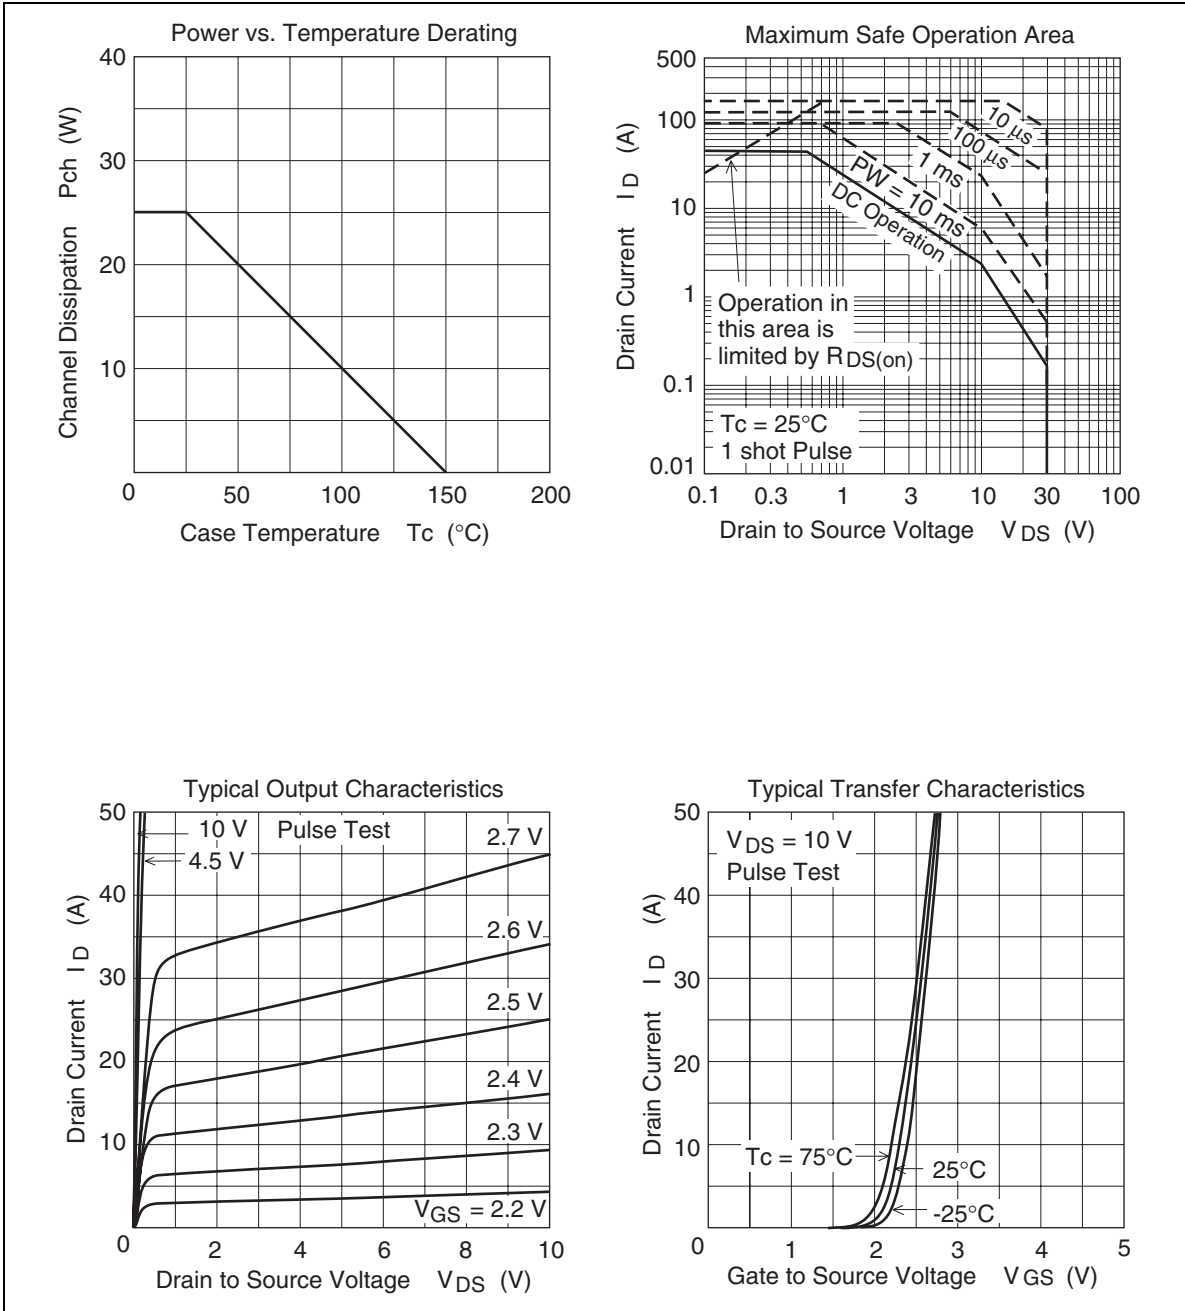 Power vs. Temperature Derating
40
30
20
10
0
50
100
150
200
Channel Dissipation Pch (W)
Case Temperature Tc (°C)
Maximum Safe Operation Area
500
100
10
1
0.1
0.01
0.1
0.3
1
3
10
30
100
Drain Current I D (A)
Drain to Source Voltage V DS (V)
10 µs
100 µs
1 ms
PW = 10 ms
DC Operation
Operation in
this area is
limited by R DS(on)
Tc = 25°C
1 shot Pulse
Typical Output Characteristics
50
40
30
20
10
0
2
4
6
8
10
Drain Current I D (A)
Drain to Source Voltage V DS (V)
10 V
Pulse Test
4.5 V
2.7 V
2.6 V
2.5 V
2.4 V
2.3 V
VGS = 2.2 V
Typical Transfer Characteristics
50
40
30
20
10
0
1
2
3
4
5
Drain Current I D (A)
Gate to Source Voltage V GS (V)
V DS = 10 V
Pulse Test
Tc = 75°C
25°C
-25°C